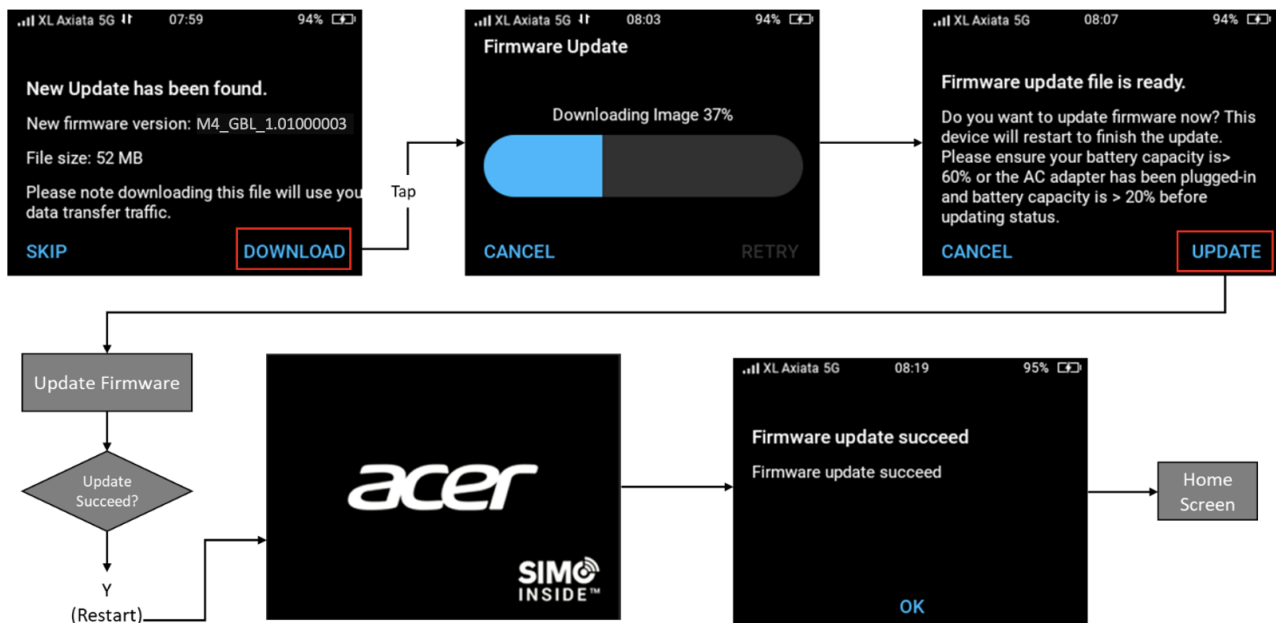 XL Axiata 5G 07:59 94%
New Update has been found.
New firmware version: M4_GBL_1.01000003
File size: 52 MB
Please note downloading this file will use you
data transfer traffic.
SKIP DOWNLOAD
Tap
XL Axiata 5G 08:03 94%
Firmware Update
Downloading Image 37%
CANCEL RETRY
XL Axiata 5G 08:07 94%
Firmware update file is ready.
Do you want to update firmware now? This
device will restart to finish the update.
Please ensure your battery capacity is>
60% or the AC adapter has been plugged-in
and battery capacity is > 20% before
updating status.
CANCEL UPDATE
Update Firmware
Update
Succeed?
Y
(Restart)
acer
SIMO
INSIDE™
XL Axiata 5G 08:19 95%
Firmware update succeed
Firmware update succeed
OK
Home
Screen